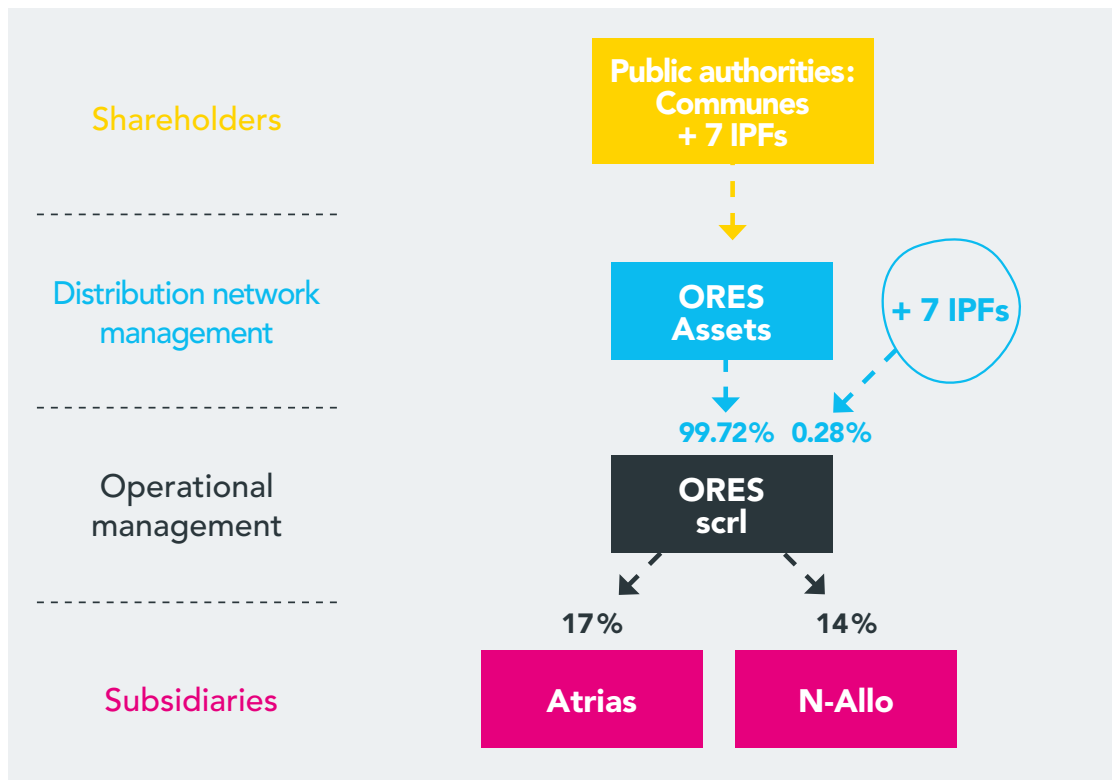 Shareholders
Public authorities:
Communes
+ 7 IPFs
Distribution network
management
ORES
Assets
+ 7 IPFs
99.72%
0.28%
Operational
management
ORES
scrl
17%
14%
Subsidiaries
Atrias
N-Allo